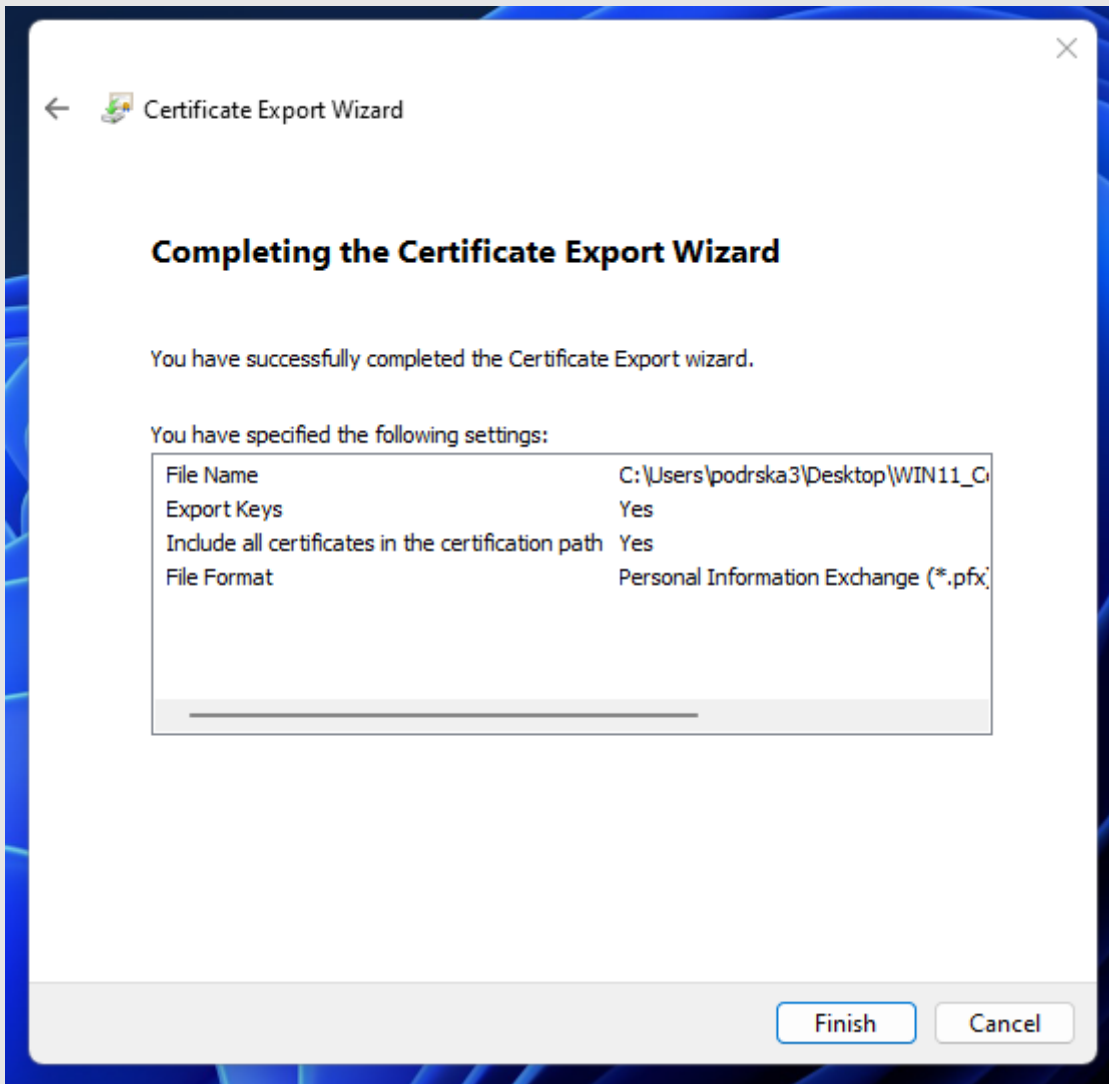 Certificate Export Wizard
Completing the Certificate Export Wizard
You have successfully completed the Certificate Export wizard.
You have specified the following settings:
File Name C:\Users\podrska3\Desktop\WIN11_C
Export Keys Yes
Include all certificates in the certification path Yes
File Format Personal Information Exchange (*.pfx)
Finish Cancel